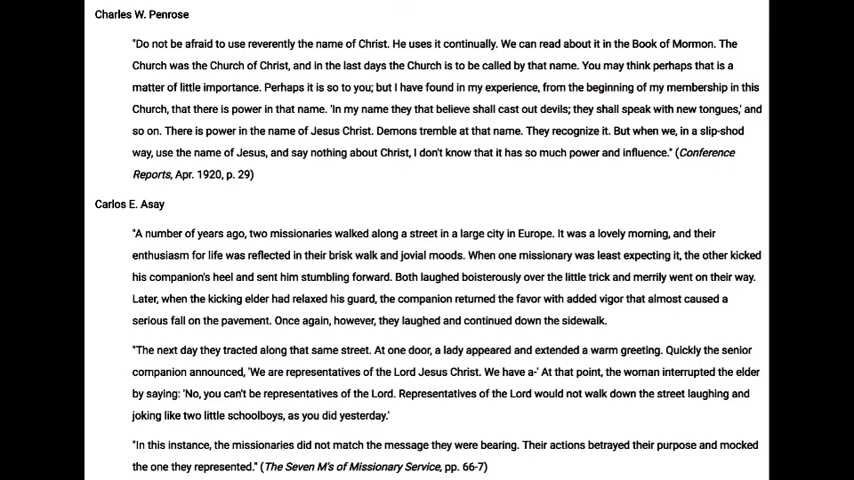 Charles W. Penrose
"Do not be afraid to use reverently the name of Christ. He uses it continually. We can read about it in the Book of Mormon. The
Church was the Church of Christ, and in the last days the Church is to be called by that name. You may think perhaps that is a
matter of little importance. Perhaps it is so to you; but I have found in my experience, from the beginning of my membership in this
Church, that there is power in that name. 'In my name they that believe shall cast out devils; they shall speak with new tongues,' and
so on. There is power in the name of Jesus Christ. Demons tremble at that name. They recognize it. But when we, in a slip-shod
way, use the name of Jesus, and say nothing about Christ, I don't know that it has so much power and influence." (Conference
Reports, Apr. 1920, p. 29)
Carlos E. Asay
"A number of years ago, two missionaries walked along a street in a large city in Europe. It was a lovely morning, and their
enthusiasm for life was reflected in their brisk walk and jovial moods. When one missionary was least expecting it, the other kicked
his companion's heel and sent him stumbling forward. Both laughed boisterously over the little trick and merrily went on their way.
Later, when the kicking elder had relaxed his guard, the companion returned the favor with added vigor that almost caused a
serious fall on the pavement. Once again, however, they laughed and continued down the sidewalk.
"The next day they tracted along that same street. At one door, a lady appeared and extended a warm greeting. Quickly the senior
companion announced, 'We are representatives of the Lord Jesus Christ. We have a-' At that point, the woman interrupted the elder
by saying: 'No, you can't be representatives of the Lord. Representatives of the Lord would not walk down the street laughing and
joking like two little schoolboys, as you did yesterday.'
"In this instance, the missionaries did not match the message they were bearing. Their actions betrayed their purpose and mocked
the one they represented." (The Seven M's of Missionary Service, pp. 66-7)